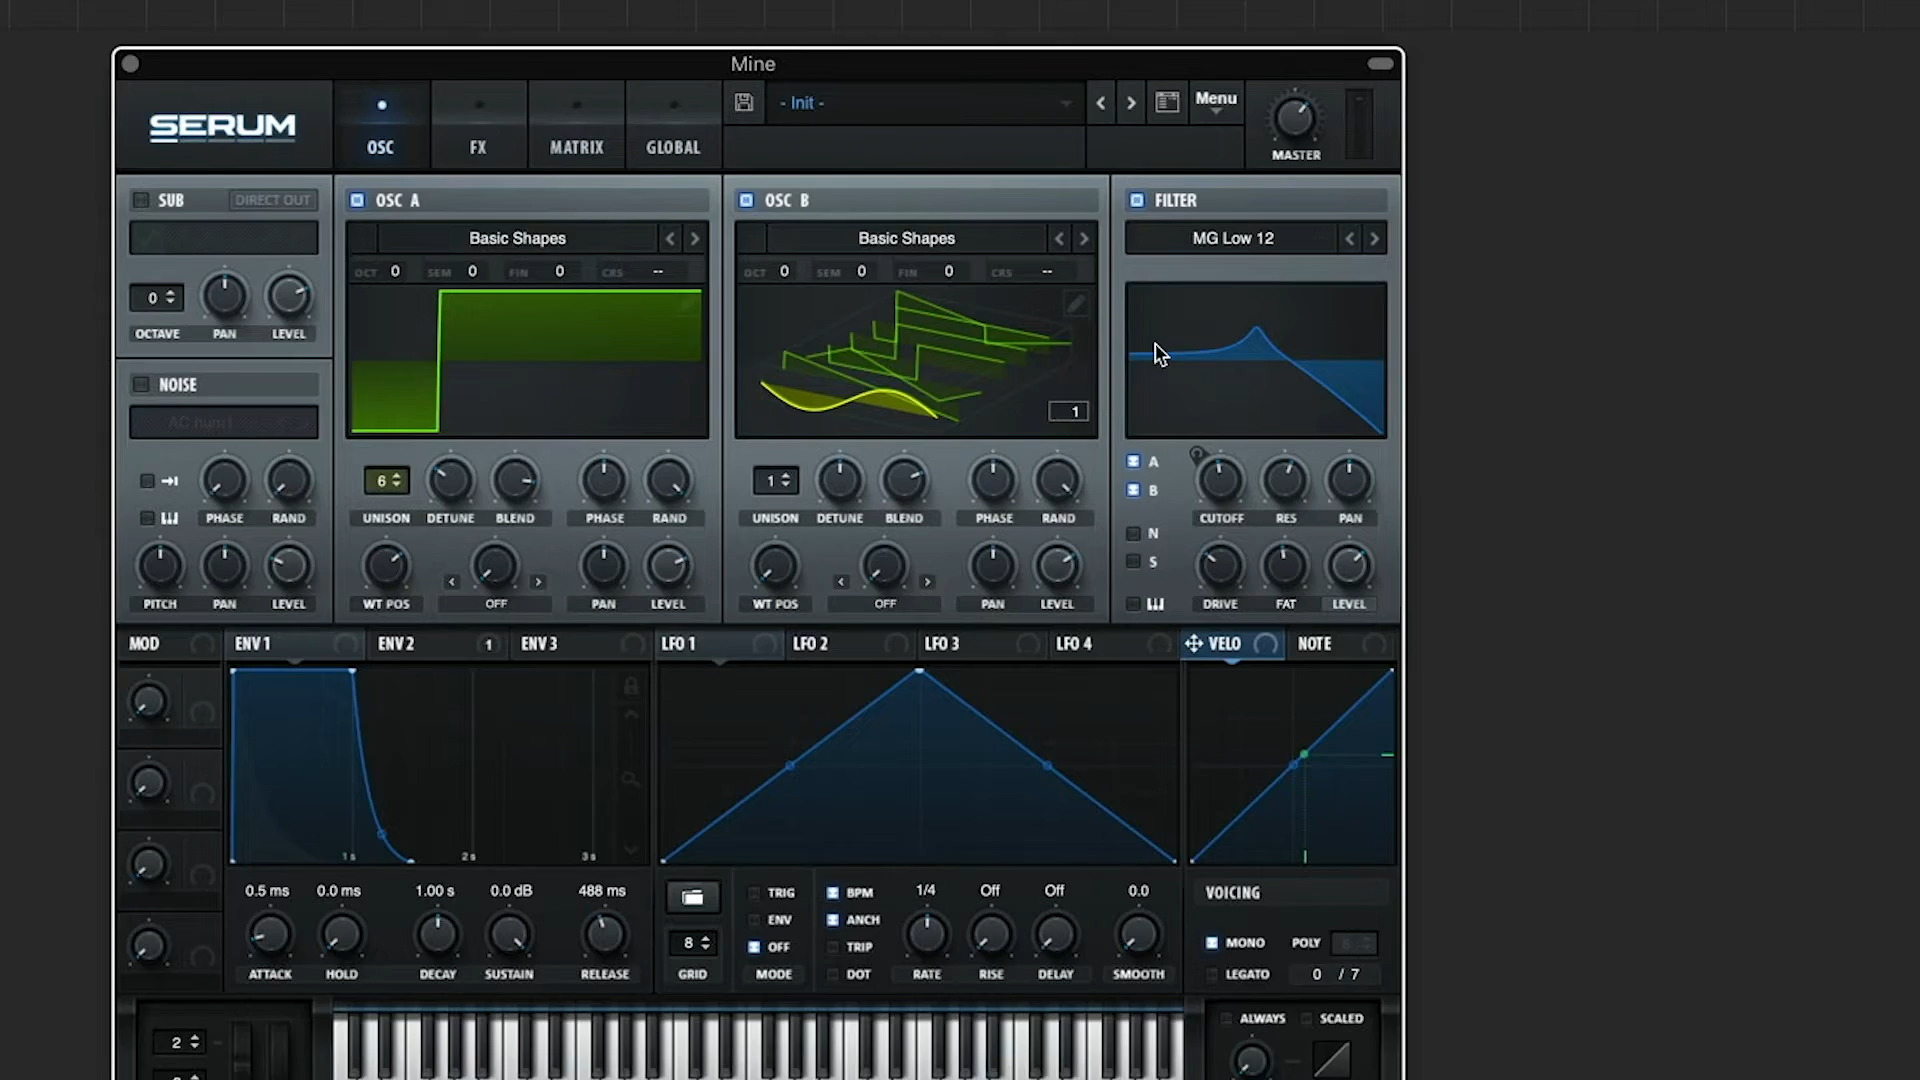 Mine
SERUM
OSC
FX
MATRIX
GLOBAL
- Init -
Menu
MASTER
SUB
DIRECT OUT
0
OCTAVE
PAN
LEVEL
NOISE
PHASE
RAND
PITCH
PAN
LEVEL
OSC A
Basic Shapes
OCT 0 SEM 0 FIN 0 CRS --
6
UNISON
DETUNE
BLEND
PHASE
RAND
WT POS
OFF
PAN
LEVEL
OSC B
Basic Shapes
OCT 0 SEM 0 FIN 0 CRS --
1
1
UNISON
DETUNE
BLEND
PHASE
RAND
WT POS
OFF
PAN
LEVEL
FILTER
MG Low 12
A
B
N
S
CUTOFF
RES
PAN
DRIVE
FAT
LEVEL
MOD
ENV 1
ENV 2
1
ENV 3
LFO 1
LFO 2
LFO 3
LFO 4
VELO
NOTE
1 s
2 s
3 s
0.5 ms
0.0 ms
1.00 s
0.0 dB
488 ms
ATTACK
HOLD
DECAY
SUSTAIN
RELEASE
8
GRID
TRIG
ENV
OFF
MODE
BPM
ANCH
TRIP
DOT
1/4
Off
Off
0.0
RATE
RISE
DELAY
SMOOTH
VOICING
MONO
POLY
LEGATO
0 / 7
2
ALWAYS
SCALED